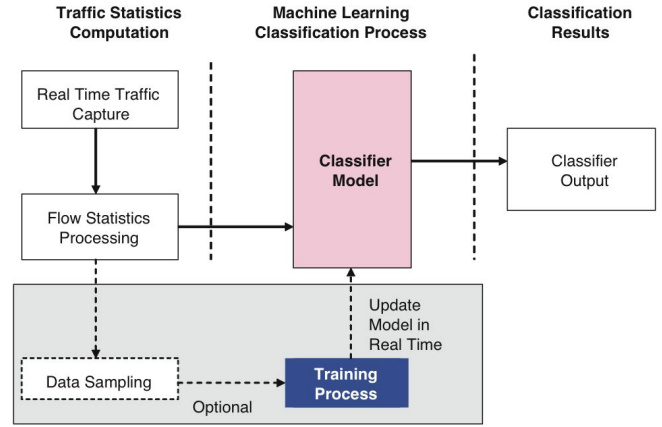 Traffic Statistics
Computation
Machine Learning
Classification Process
Classification
Results
Real Time Traffic
Capture
Classifier
Model
Classifier
Output
Flow Statistics
Processing
Update
Model in
Real Time
Data Sampling
Optional
Training
Process